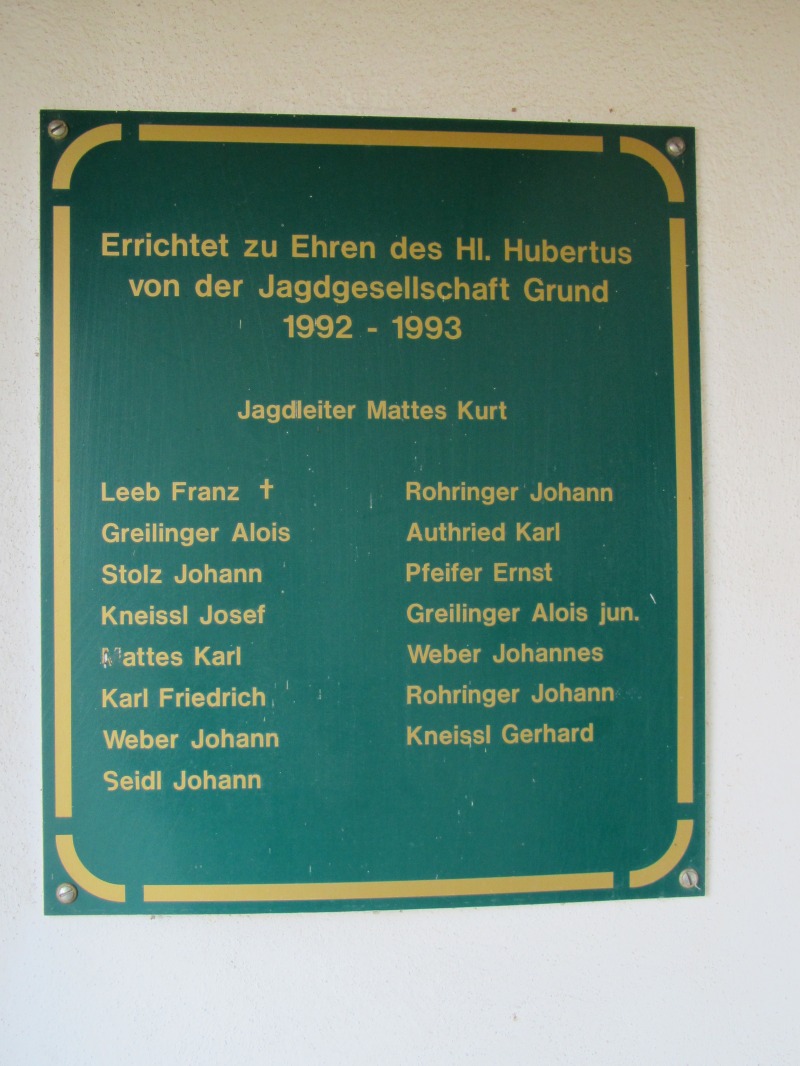 Errichtet zu Ehren des Hl. Hubertus
von der Jagdgesellschaft Grund
1992 - 1993
Jagdleiter Mattes Kurt
Leeb Franz ✝
Greilinger Alois
Stolz Johann
Kneissl Josef
Mattes Karl
Karl Friedrich
Weber Johann
Seidl Johann
Rohringer Johann
Authried Karl
Pfeifer Ernst
Greilinger Alois jun.
Weber Johannes
Rohringer Johann
Kneissl Gerhard